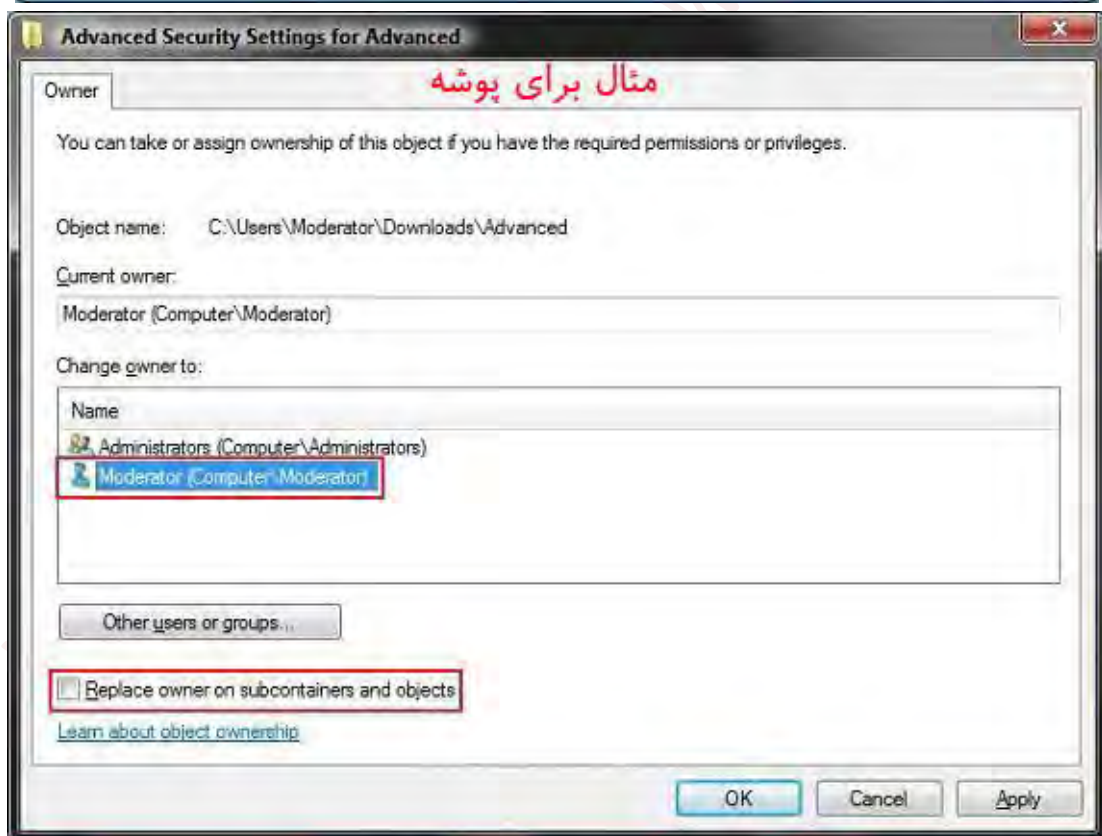 Advanced Security Settings for Advanced
مثال برای پوشه
Owner
You can take or assign ownership of this object if you have the required permissions or privileges.
Object name: C:\Users\Moderator\Downloads\Advanced
Current owner:
Moderator (Computer\Moderator)
Change owner to:
Name
Administrators (Computer\Administrators)
Moderator (Computer\Moderator)
Other users or groups...
Replace owner on subcontainers and objects
Learn about object ownership
OK Cancel Apply